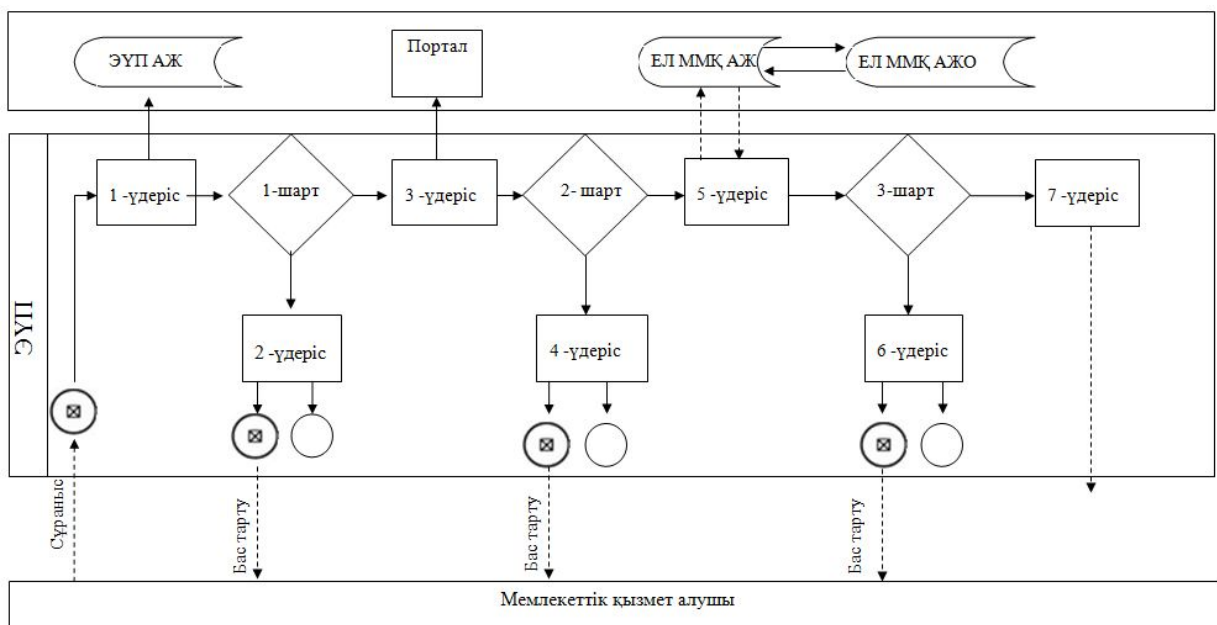 ЭҮП АЖ
Портал
ЕЛ ММҚ АЖ
ЕЛ ММҚ АЖО
ЭҮП
1 -үдеріс
1-шарт
3 -үдеріс
2- шарт
5 -үдеріс
3-шарт
7 -үдеріс
2 -үдеріс
4 -үдеріс
6 -үдеріс
Сұраныс
Бас тарту
Бас тарту
Бас тарту
Мемлекеттік қызмет алушы